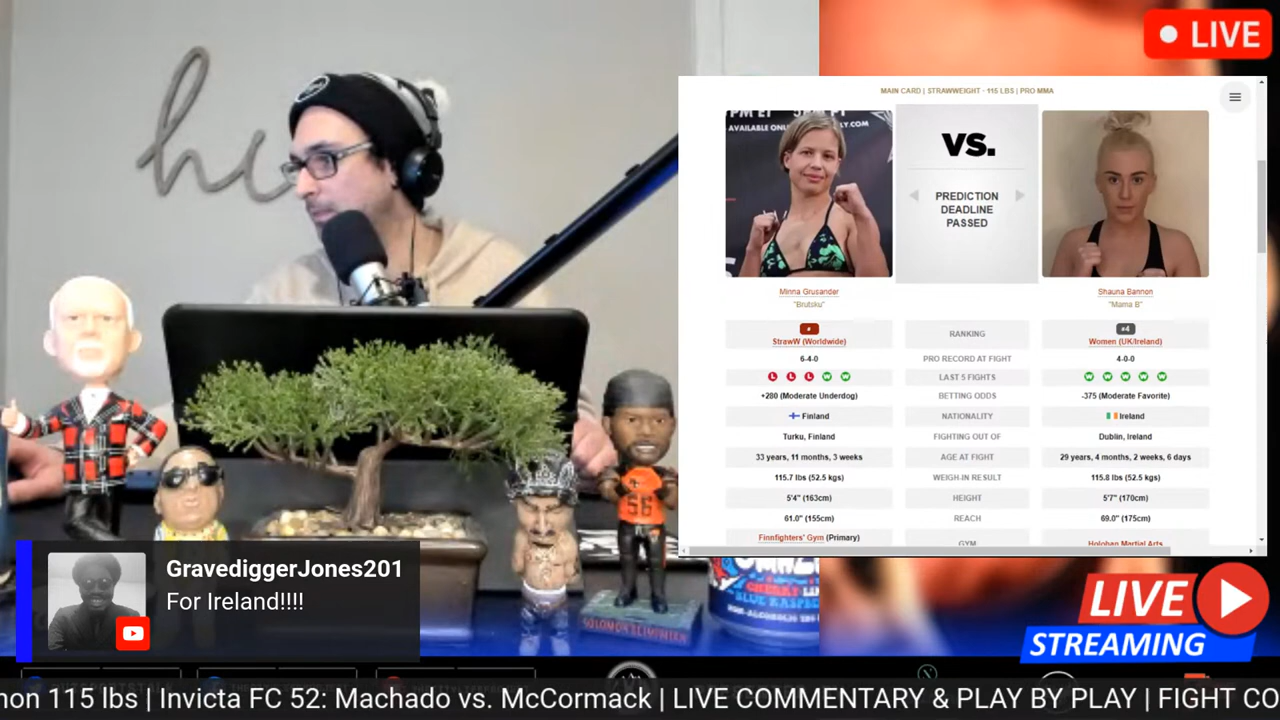 LIVE
MAIN CARD | STRAWWEIGHT · 115 LBS | PRO MMA
AVAILABLE
VS.
PREDICTION
DEADLINE
PASSED
Minna Grusander
Shauna Bannon
"Brutsku"
"Mama B"
#4
StrawW (Worldwide)
RANKING
Women (UK/Ireland)
6-4-0
PRO RECORD AT FIGHT
4-0-0
L L L W W
LAST 5 FIGHTS
W W W W W
+280 (Moderate Underdog)
BETTING ODDS
-375 (Moderate Favorite)
Finland
NATIONALITY
Ireland
Turku, Finland
FIGHTING OUT OF
Dublin, Ireland
33 years, 11 months, 3 weeks
AGE AT FIGHT
29 years, 4 months, 2 weeks, 6 days
115.7 lbs (52.5 kgs)
WEIGH-IN RESULT
115.8 lbs (52.5 kgs)
5'4" (163cm)
HEIGHT
5'7" (170cm)
61.0" (155cm)
REACH
69.0" (175cm)
Finnfighters' Gym (Primary)
GYM
Holohan Martial Arts
56
CHERRY
BLUE
GravediggerJones201
For Ireland!!!!
LIVE
STREAMING
non 115 lbs | Invicta FC 52: Machado vs. McCormack | LIVE COMMENTARY & PLAY BY PLAY | FIGHT CO